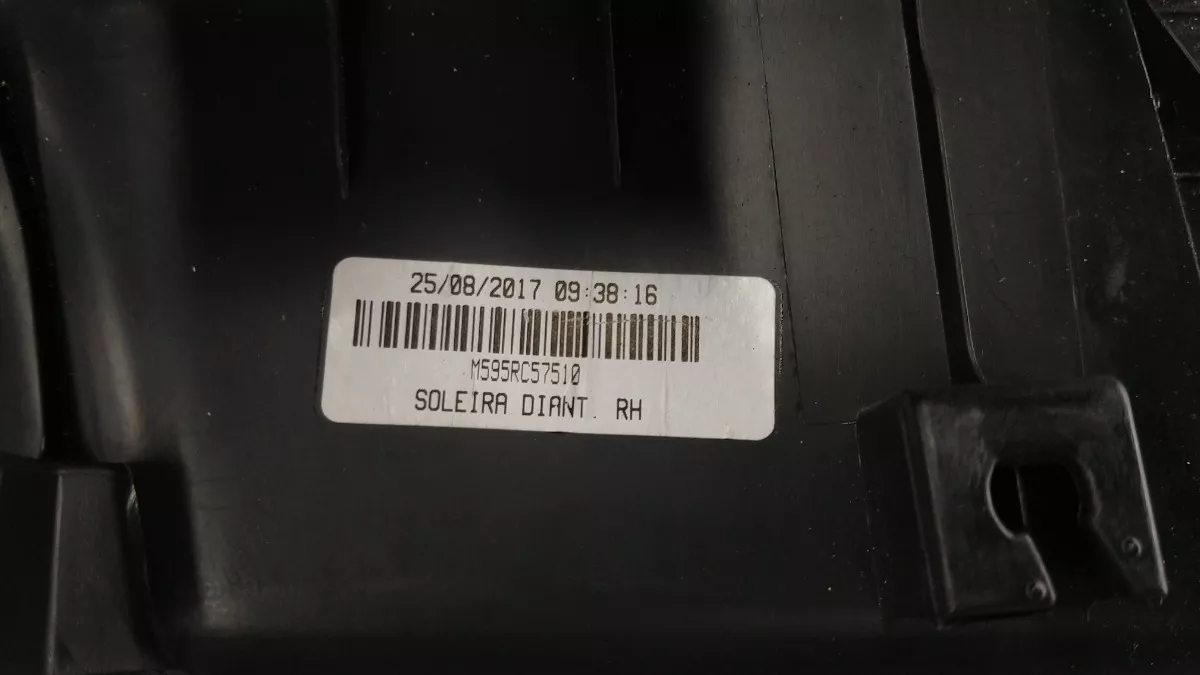 25/08/2017 09:38:16
M595RC57510
SOLEIRA DIANT. RH